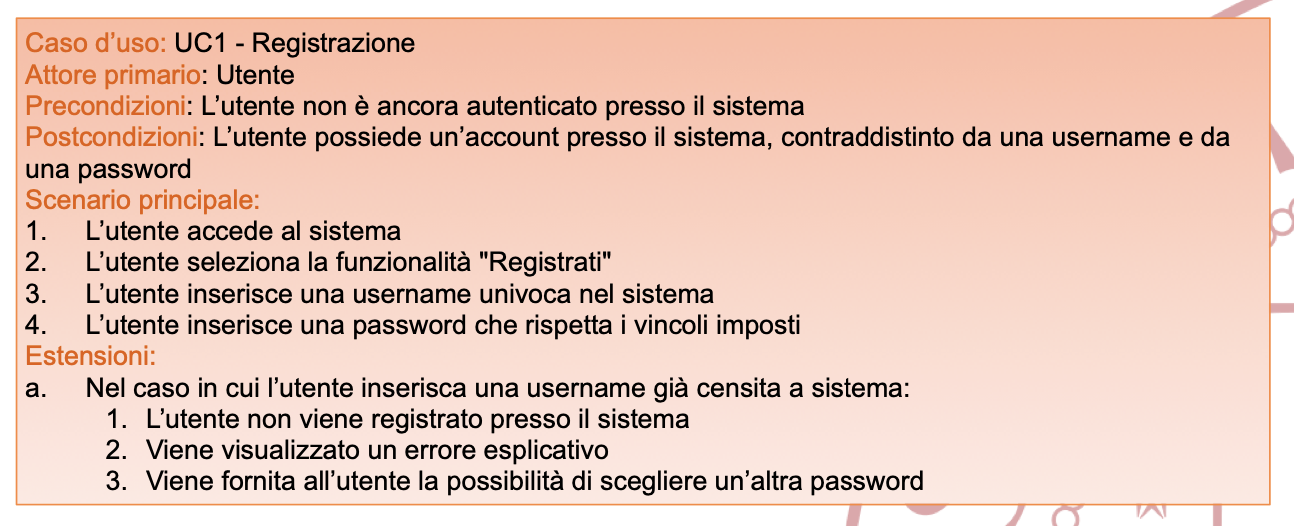 Caso d’uso: UC1 - Registrazione
Attore primario: Utente
Precondizioni: L’utente non è ancora autenticato presso il sistema
Postcondizioni: L’utente possiede un’account presso il sistema, contraddistinto da una username e da
una password
Scenario principale:
1. L’utente accede al sistema
2. L’utente seleziona la funzionalità "Registrati"
3. L’utente inserisce una username univoca nel sistema
4. L’utente inserisce una password che rispetta i vincoli imposti
Estensioni:
a. Nel caso in cui l’utente inserisca una username già censita a sistema:
1. L’utente non viene registrato presso il sistema
2. Viene visualizzato un errore esplicativo
3. Viene fornita all’utente la possibilità di scegliere un’altra password